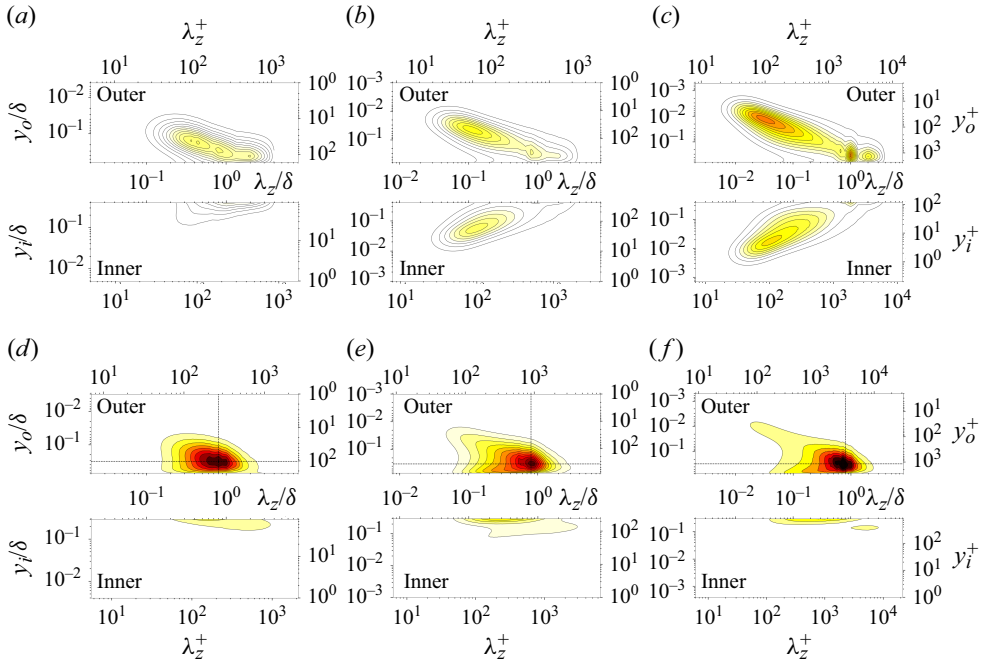 (a) (b) (c)
λz+ λz+ λz+
10^1 10^2 10^3 10^1 10^2 10^3 10^1 10^2 10^3 10^4
10^−2 Outer 10^0 10^−3 Outer 10^0 10^−3 Outer
yo/δ 10^−2 10^1 10^−2 10^1 yo+
10^−1 10^1 10^−1 10^−1 10^2
10^2 10^2 10^3
10^−1 10^0 λz/δ 10^−2 10^−1 λz/δ 10^0 10^−2 10^−1 10^0 λz/δ
yi/δ 10^−1 10^1 10^−1 10^2 10^−1 10^2 yi+
10^−2 10^−2 10^1 10^−2 10^1
Inner 10^0 10^−3 Inner 10^0 10^−3 Inner 10^0
10^1 10^2 10^3 10^1 10^2 10^3 10^1 10^2 10^3 10^4
(d) (e) (f)
10^1 10^2 10^3 10^1 10^2 10^3 10^1 10^2 10^3 10^4
10^−2 Outer 10^0 10^−3 Outer 10^0 10^−3 Outer
yo/δ 10^−2 10^1 10^−2 10^1 yo+
10^−1 10^1 10^−1 10^2 10^−1 10^2
10^2 10^3
10^−1 10^0 λz/δ 10^−2 10^−1 λz/δ 10^0 10^−2 10^−1 10^0 λz/δ
yi/δ 10^−1 10^1 10^−1 10^2 10^−1 10^2 yi+
10^−2 10^−2 10^1 10^−2 10^1
Inner 10^0 10^−3 Inner 10^0 10^−3 Inner 10^0
10^1 10^2 10^3 10^1 10^2 10^3 10^1 10^2 10^3 10^4
λz+ λz+ λz+